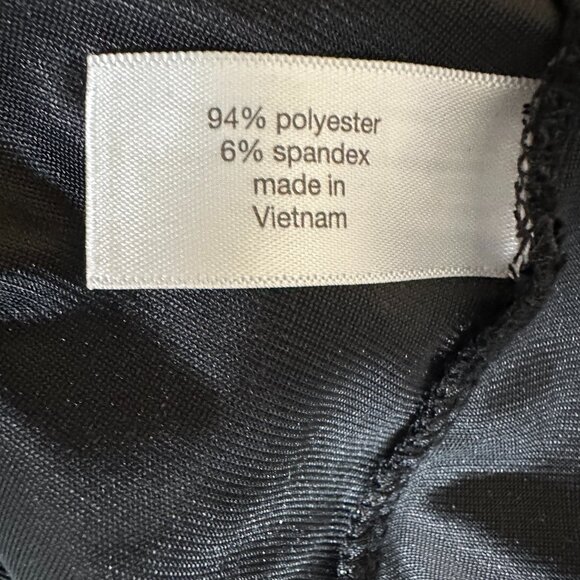 94% polyester
6% spandex
made in
Vietnam